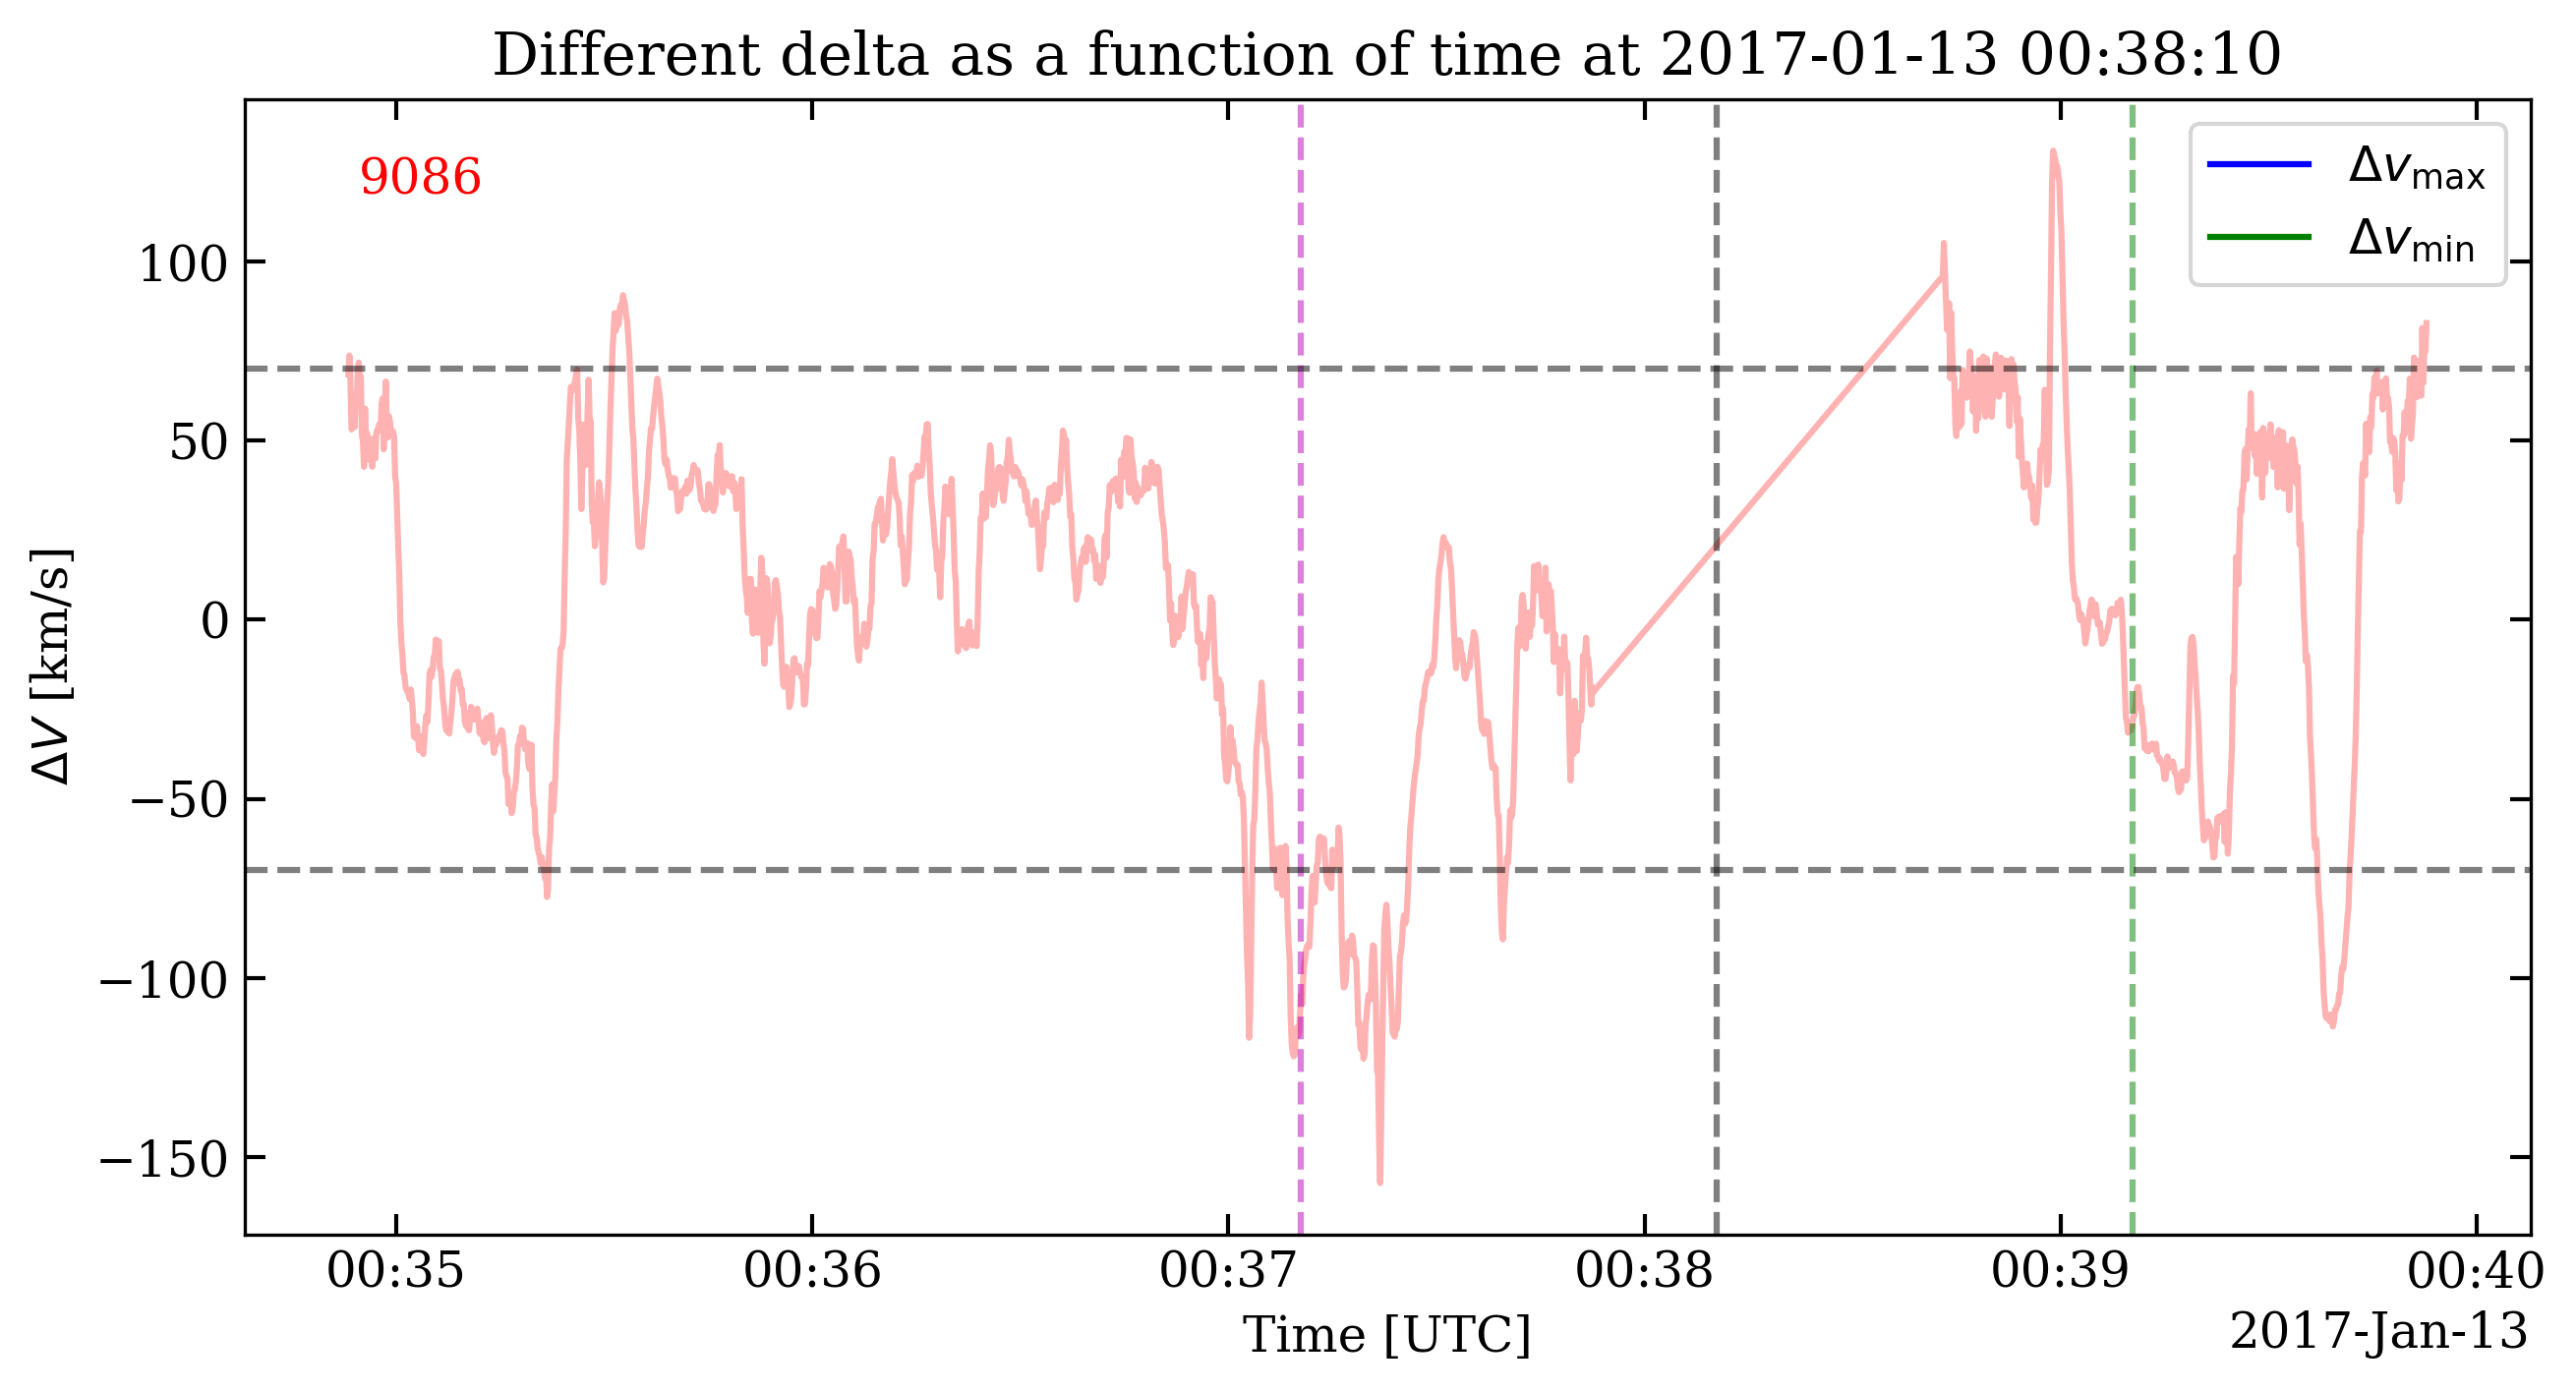 Different delta as a function of time at 2017-01-13 00:38:10
9086
Δv_max
Δv_min
100
50
0
−50
−100
−150
ΔV [km/s]
00:35 00:36 00:37 00:38 00:39 00:40
Time [UTC]
2017-Jan-13